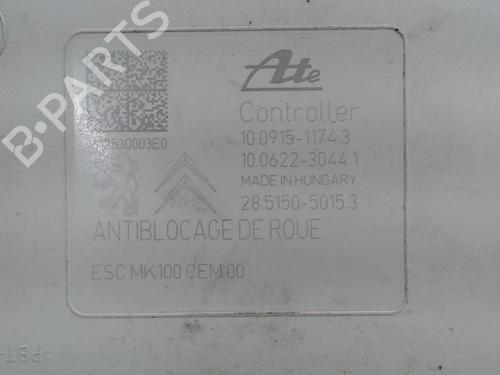 Ate
Controller
10.0915-1174.3
10.0622-3044.1
MADE IN HUNGARY
28.5150-5015.3
ANTIBLOCAGE DE ROUE
ESC MK100 CEM 00
B-PARTS